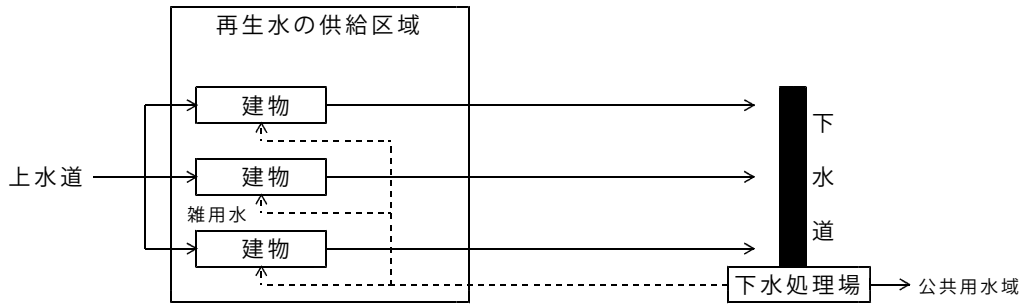 再生水の供給区域
建物
上水道
建物
雑用水
建物
下水道
下水処理場
公共用水域